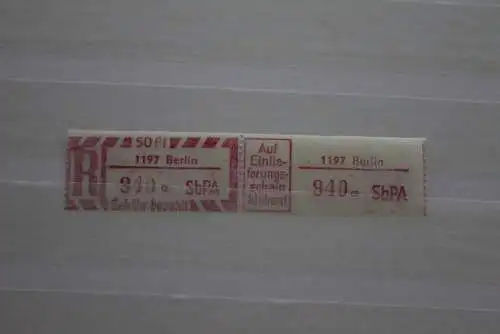 50 Pf
1197 Berlin
R
940 a SbPA
Gebühr bezahlt
Auf
Einlie-
ferungs-
schein
kleben!
1197 Berlin
940 a SbPA